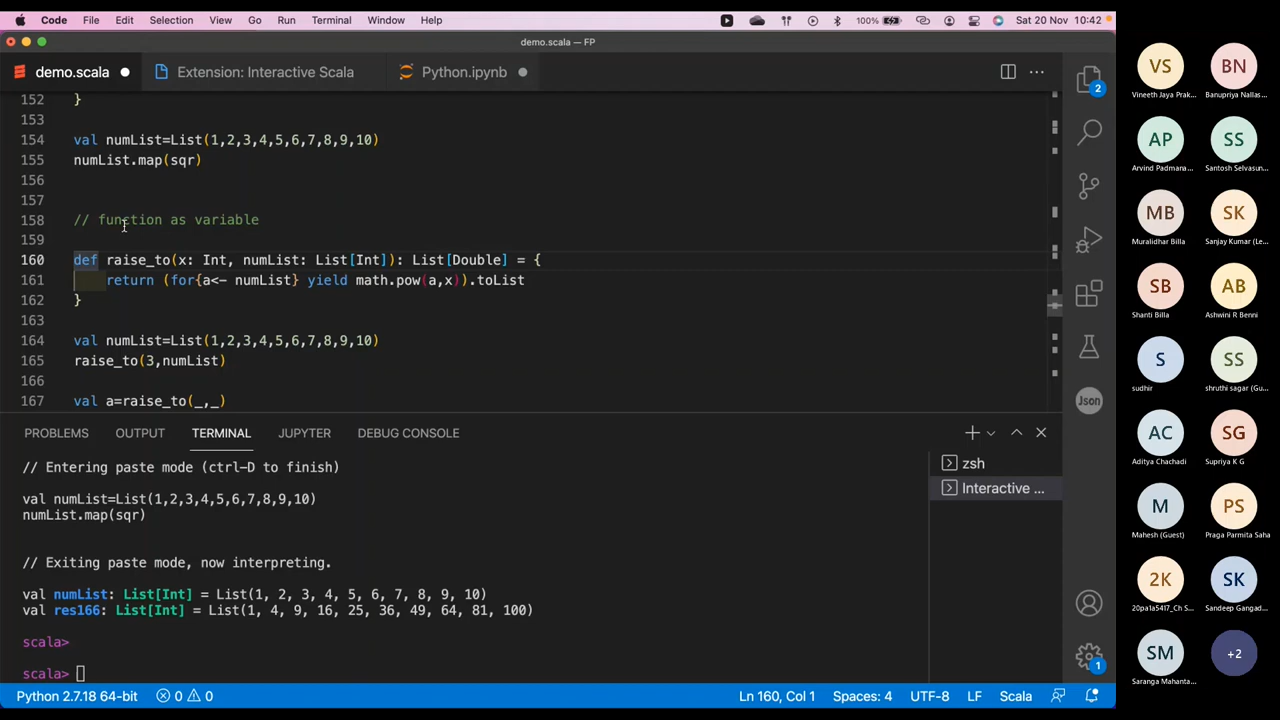 Code File Edit Selection View Go Run Terminal Window Help 100% Sat 20 Nov 10:42
demo.scala — FP
demo.scala Extension: Interactive Scala Python.ipynb
152 }
153
154 val numList=List(1,2,3,4,5,6,7,8,9,10)
155 numList.map(sqr)
156
157
158 // function as variable
159
160 def raise_to(x: Int, numList: List[Int]): List[Double] = {
161 return (for{a<- numList} yield math.pow(a,x)).toList
162 }
163
164 val numList=List(1,2,3,4,5,6,7,8,9,10)
165 raise_to(3,numList)
166
167 val a=raise_to(_,_)
PROBLEMS OUTPUT TERMINAL JUPYTER DEBUG CONSOLE
// Entering paste mode (ctrl-D to finish)
val numList=List(1,2,3,4,5,6,7,8,9,10)
numList.map(sqr)
// Exiting paste mode, now interpreting.
val numList: List[Int] = List(1, 2, 3, 4, 5, 6, 7, 8, 9, 10)
val res166: List[Int] = List(1, 4, 9, 16, 25, 36, 49, 64, 81, 100)
scala>
scala>
zsh
Interactive ...
2
Json
1
Python 2.7.18 64-bit 0 0 Ln 160, Col 1 Spaces: 4 UTF-8 LF Scala
VS BN
Vineeth Jaya Prak... Banupriya Nallas...
AP SS
Arvind Padmana... Santosh Selvasun...
MB SK
Muralidhar Billa Sanjay Kumar (Le...
SB AB
Shanti Billa Ashwini R Benni
S SS
sudhir shruthi sagar (Gu...
AC SG
Aditya Chachadi Supriya K G
M PS
Mahesh (Guest) Praga Parmita Saha
2K SK
20pa1a5417_Ch S... Sandeep Gangad...
SM +2
Saranga Mahanta...